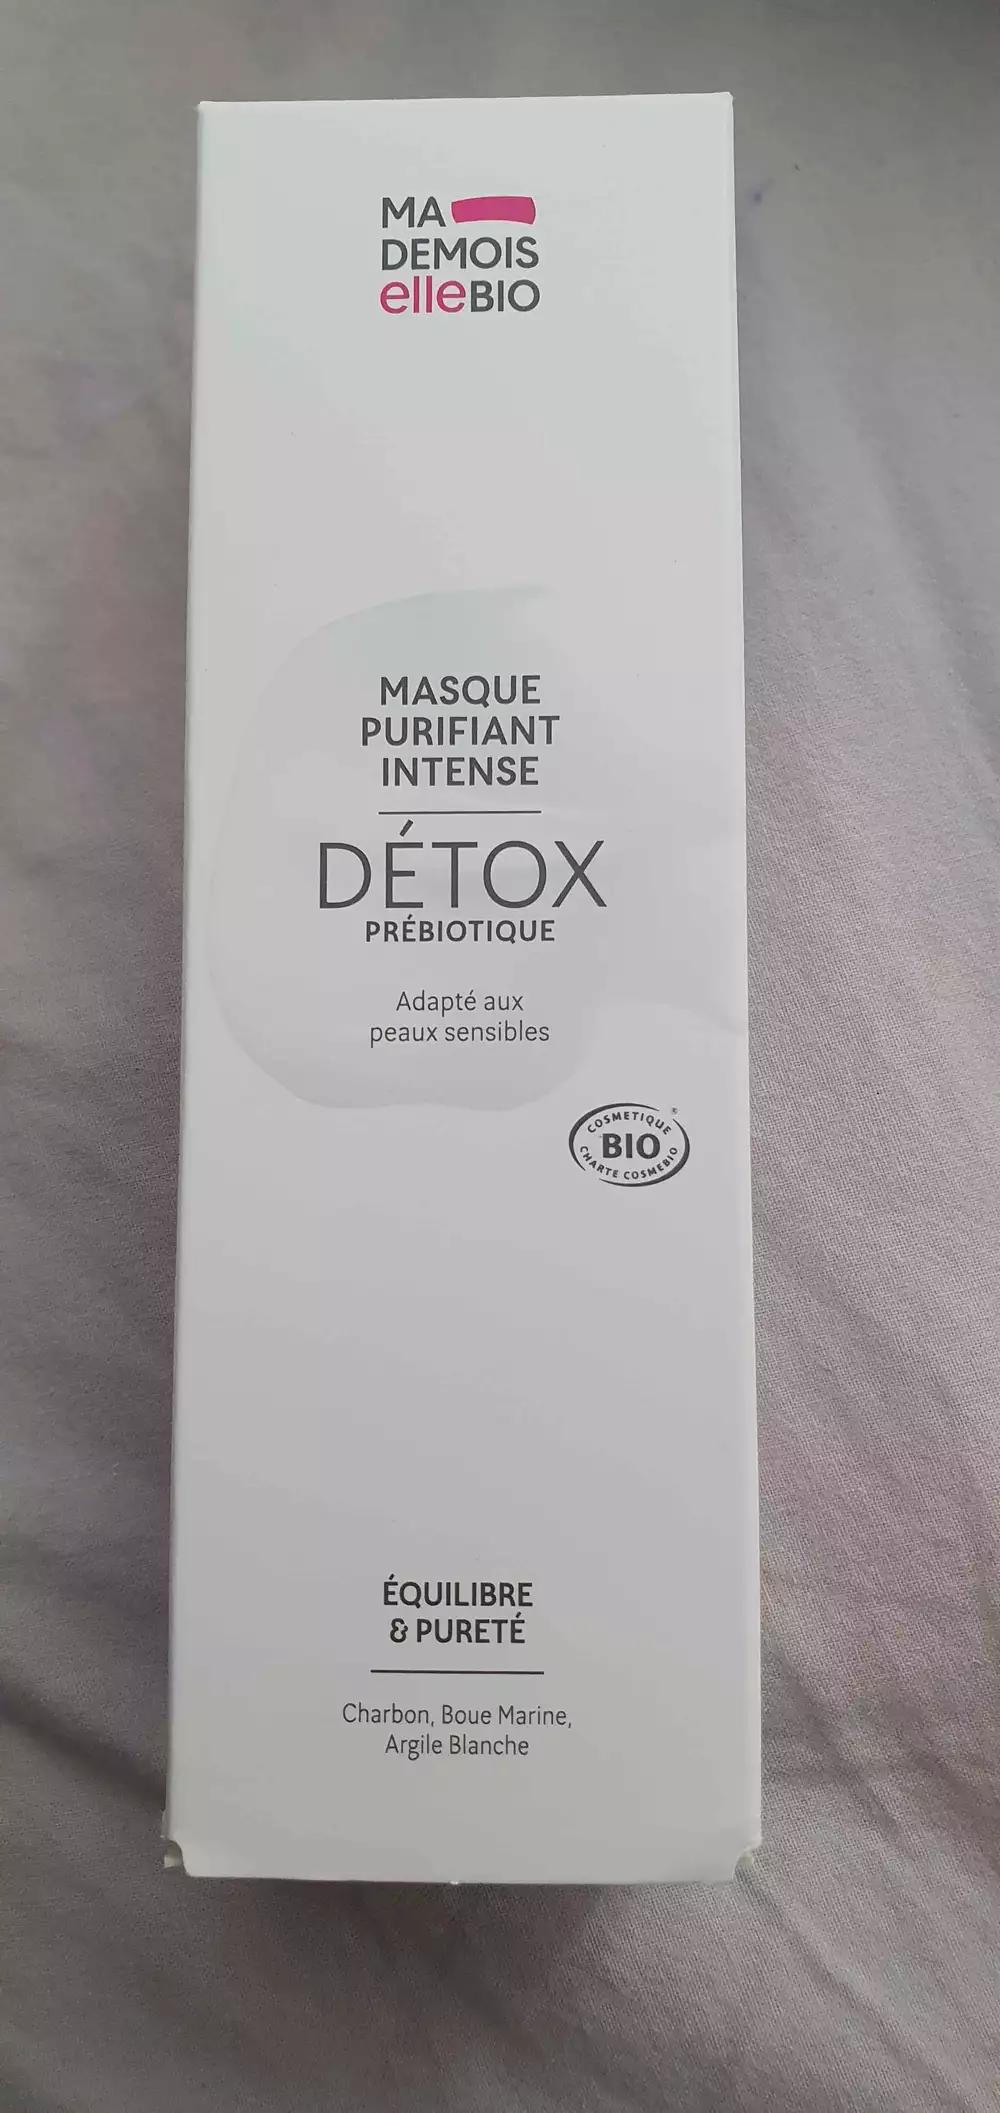 MA
DEMOIS
elleBIO
MASQUE
PURIFIANT
INTENSE
DÉTOX
PRÉBIOTIQUE
Adapté aux
peaux sensibles
COSMETIQUE ®
BIO
CHARTE COSMEBIO
ÉQUILIBRE
& PURETÉ
Charbon, Boue Marine,
Argile Blanche